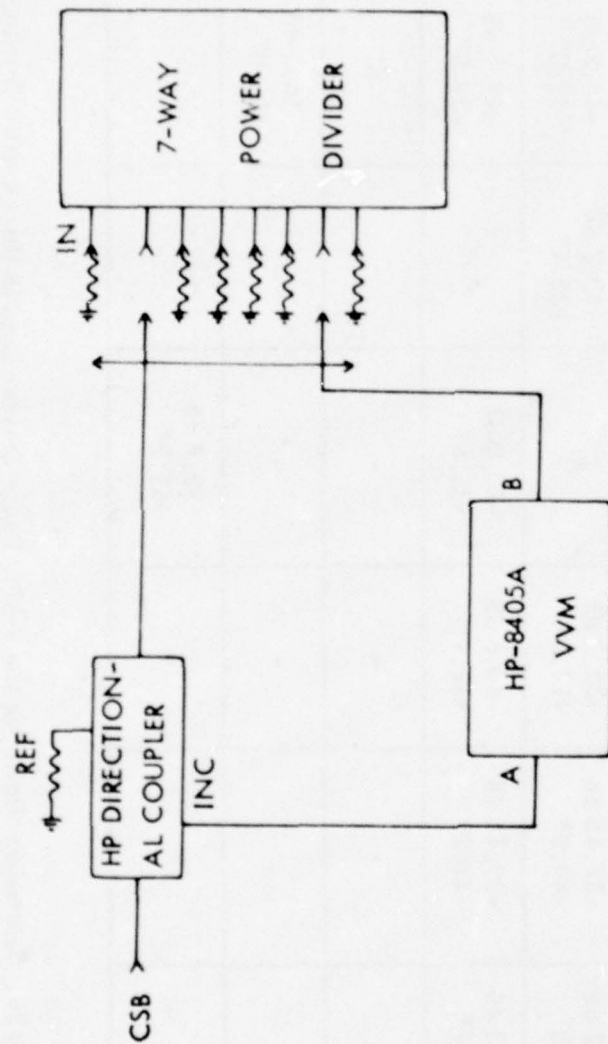 CSB
REF
HP DIRECTION-
AL COUPLER
INC
A
HP-8405A
VVM
B
IN
7-WAY
POWER
DIVIDER